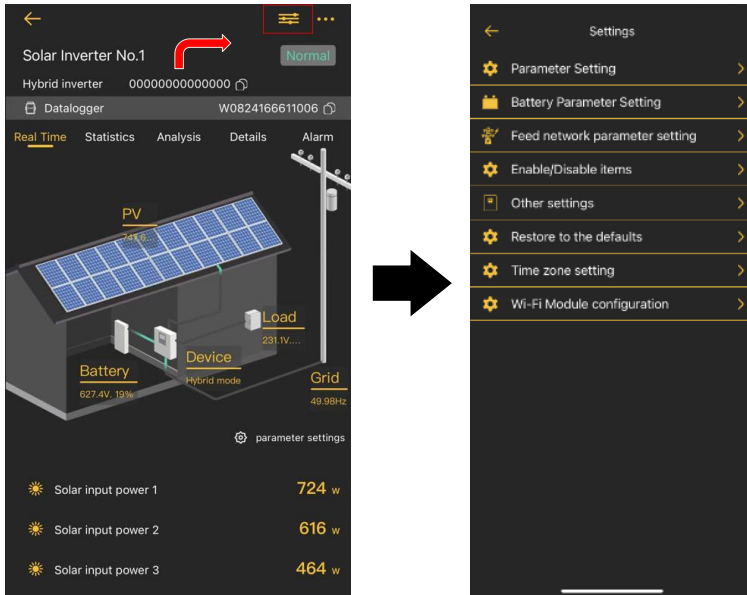 Solar Inverter No.1
Normal
Hybrid inverter 00000000000000
Datalogger W0824166611006
Real Time Statistics Analysis Details Alarm
PV
Load
231.1V....
Device
Hybrid mode
Battery
627.4V, 19%
Grid
49.98Hz
parameter settings
Solar input power 1 724 w
Solar input power 2 616 w
Solar input power 3 464 w
Settings
Parameter Setting
Battery Parameter Setting
Feed network parameter setting
Enable/Disable items
Other settings
Restore to the defaults
Time zone setting
Wi-Fi Module configuration